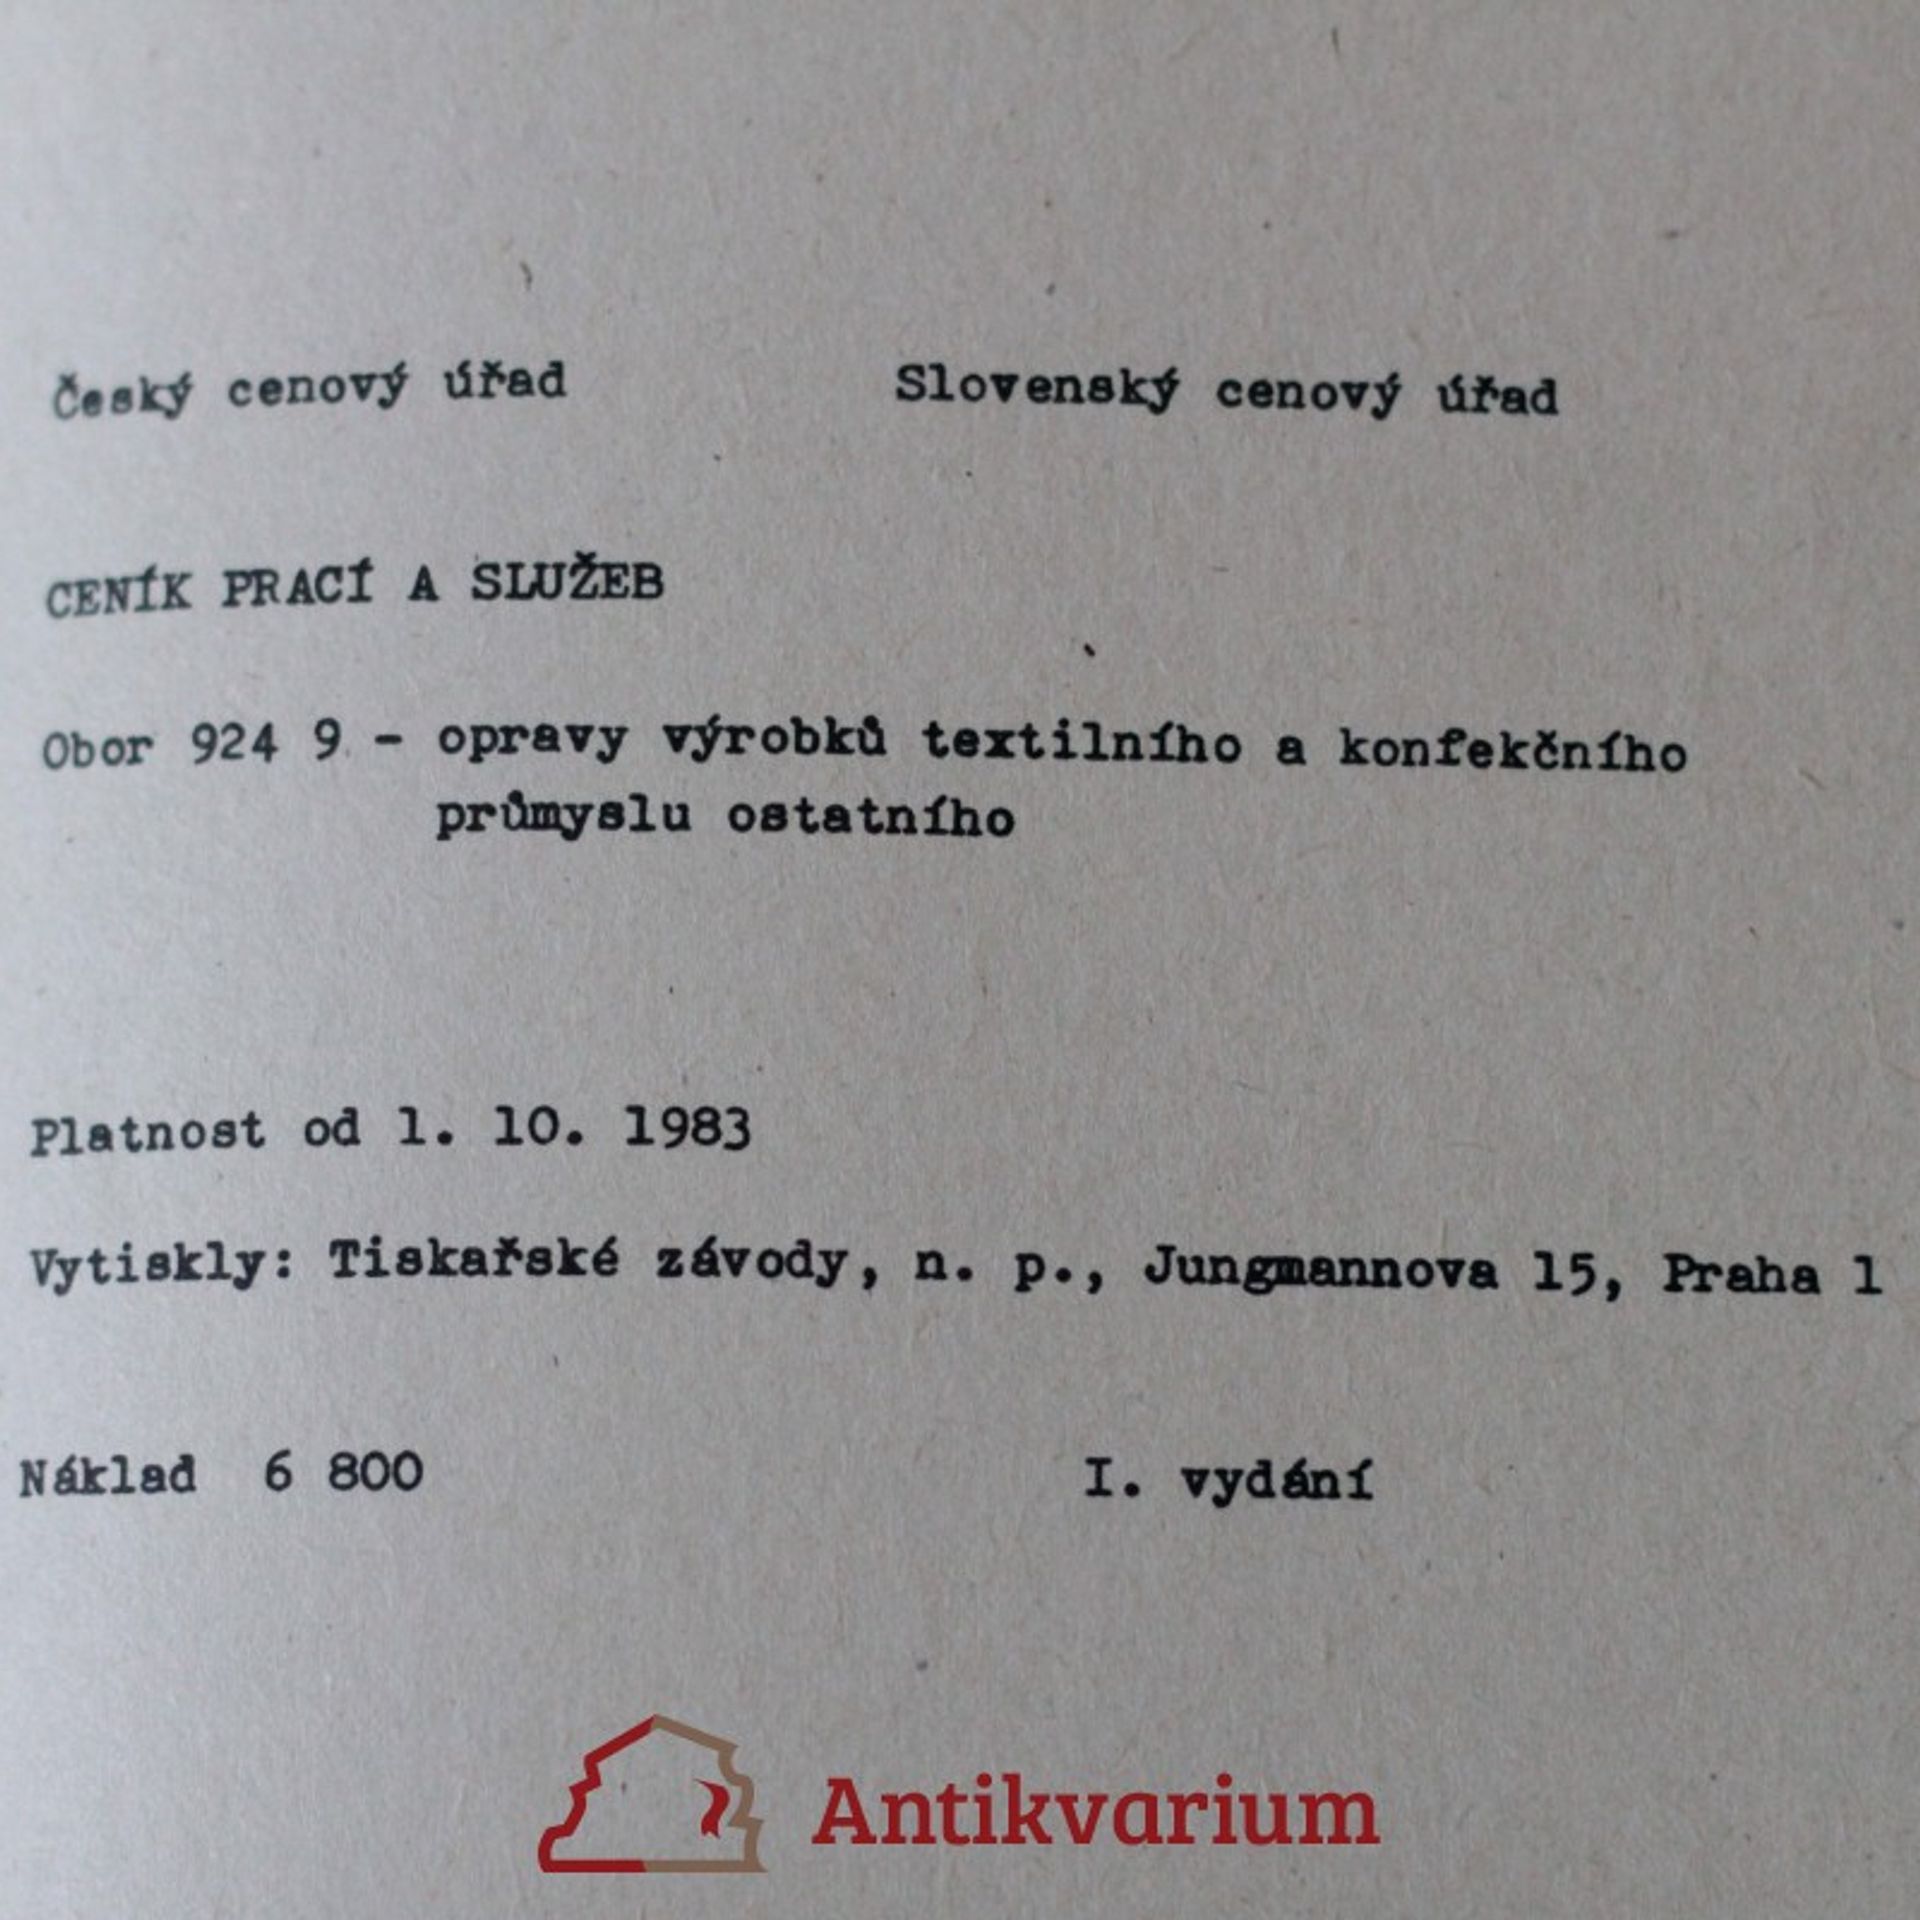 Český cenový úřad Slovenský cenový úřad
CENÍK PRACÍ A SLUŽEB
Obor 924 9 - opravy výrobků textilního a konfekčního
průmyslu ostatního
Platnost od 1. 10. 1983
Vytiskly: Tiskařské závody, n. p., Jungmannova 15, Praha 1
Náklad 6 800 I. vydání
Antikvarium